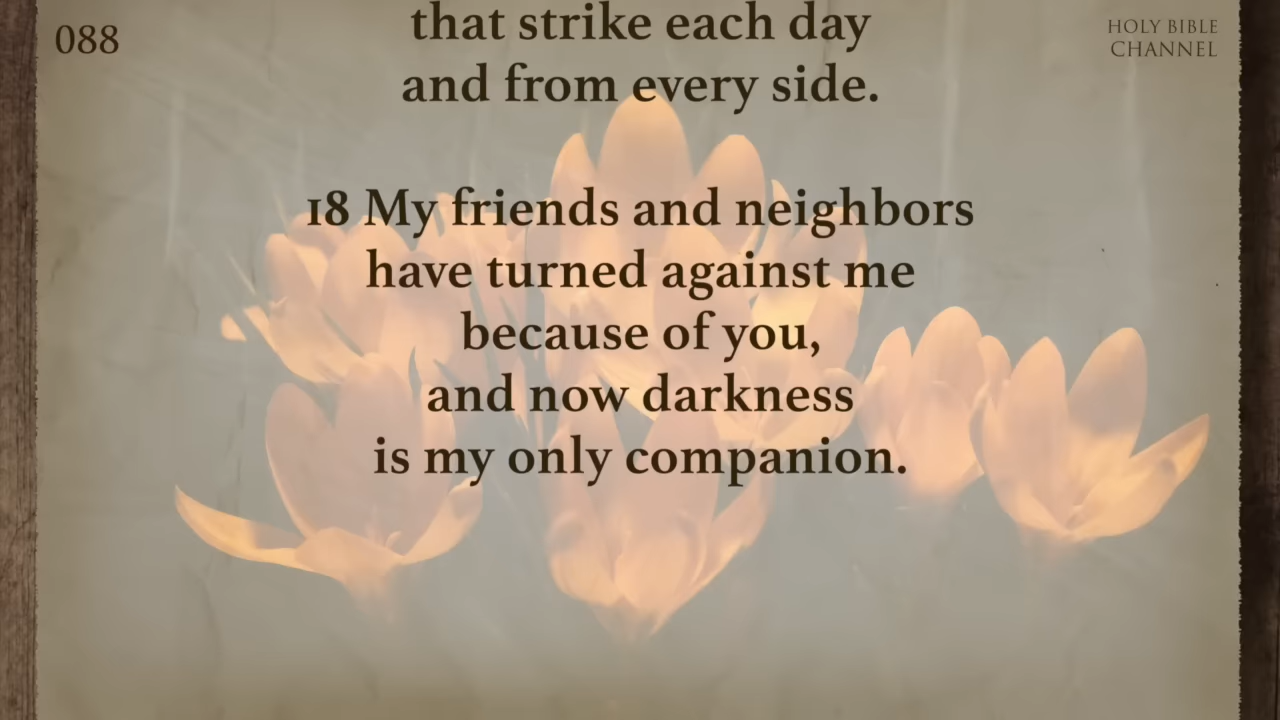 088
HOLY BIBLE
CHANNEL
that strike each day
and from every side.
18 My friends and neighbors
have turned against me
because of you,
and now darkness
is my only companion.